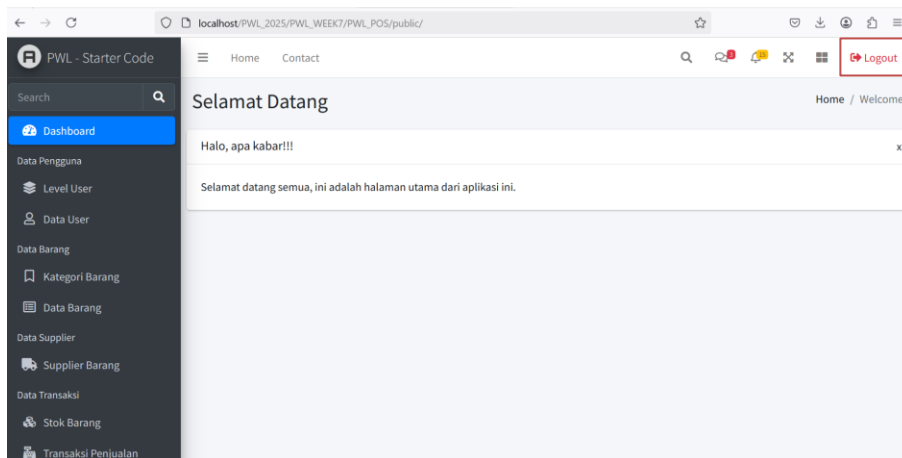 localhost/PWL_2025/PWL_WEEK7/PWL_POS/public/
PWL - Starter Code
Home Contact
3
15
Logout
Search
Selamat Datang
Home / Welcome
Dashboard
Halo, apa kabar!!!
x
Data Pengguna
Selamat datang semua, ini adalah halaman utama dari aplikasi ini.
Level User
Data User
Data Barang
Kategori Barang
Data Barang
Data Supplier
Supplier Barang
Data Transaksi
Stok Barang
Transaksi Penjualan